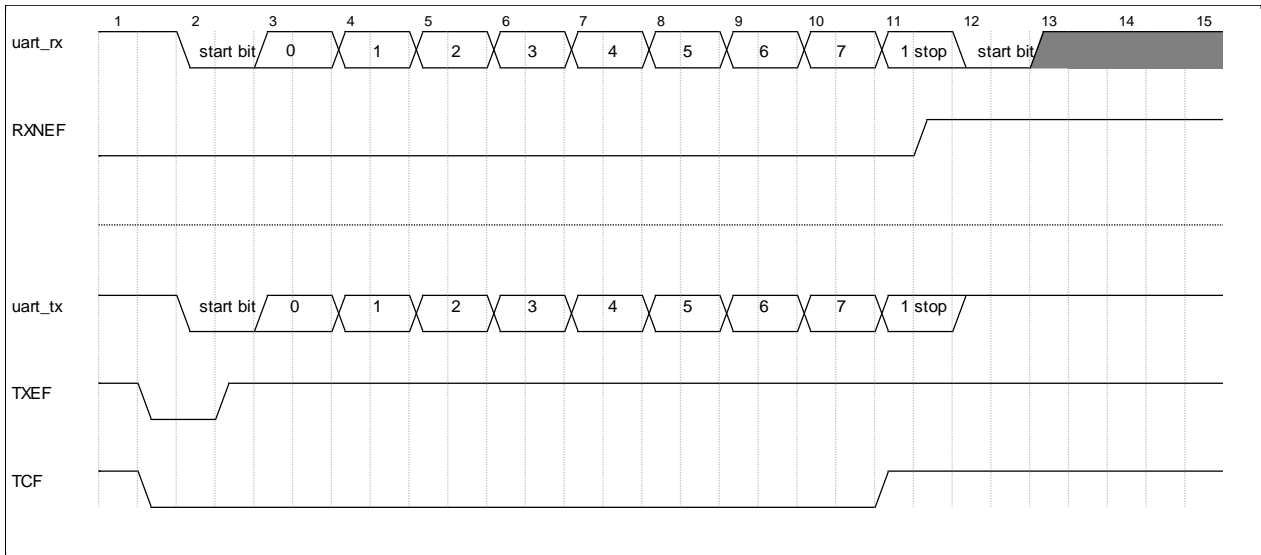 1 2 3 4 5 6 7 8 9 10 11 12 13 14 15
uart_rx start bit 0 1 2 3 4 5 6 7 1 stop start bit
RXNEF
uart_tx start bit 0 1 2 3 4 5 6 7 1 stop
TXEF
TCF